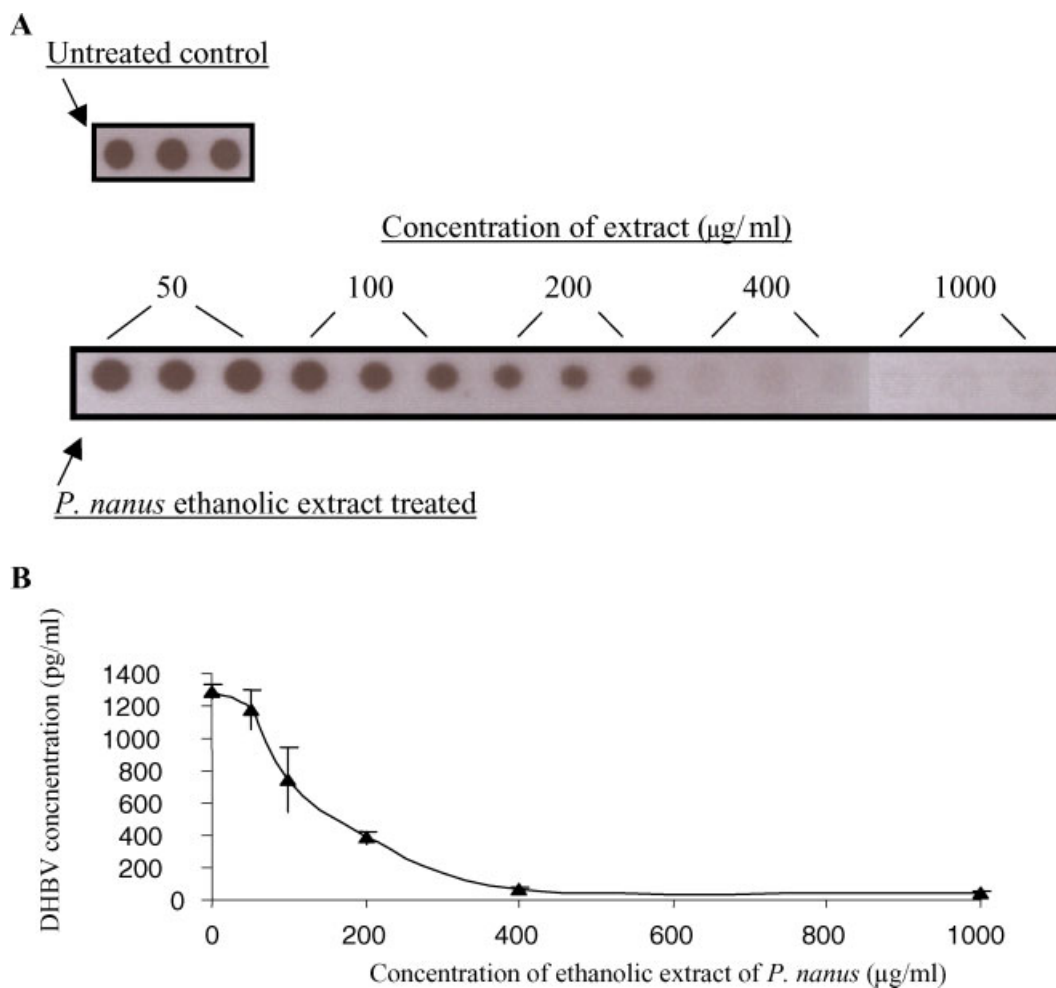 A
Untreated control
Concentration of extract (μg/ ml)
50 100 200 400 1000
P. nanus ethanolic extract treated
B
DHBV concnentration (pg/ml)
1400
1200
1000
800
600
400
200
0
0 200 400 600 800 1000
Concentration of ethanolic extract of P. nanus (μg/ml)